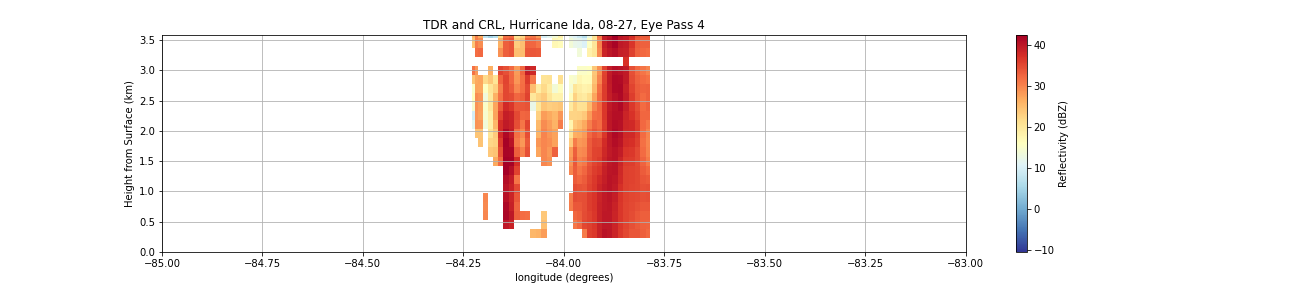 TDR and CRL, Hurricane Ida, 08-27, Eye Pass 4
Height from Surface (km)
3.5
3.0
2.5
2.0
1.5
1.0
0.5
0.0
−85.00 −84.75 −84.50 −84.25 −84.00 −83.75 −83.50 −83.25 −83.00
longitude (degrees)
40
30
20
10
0
−10
Reflectivity (dBZ)